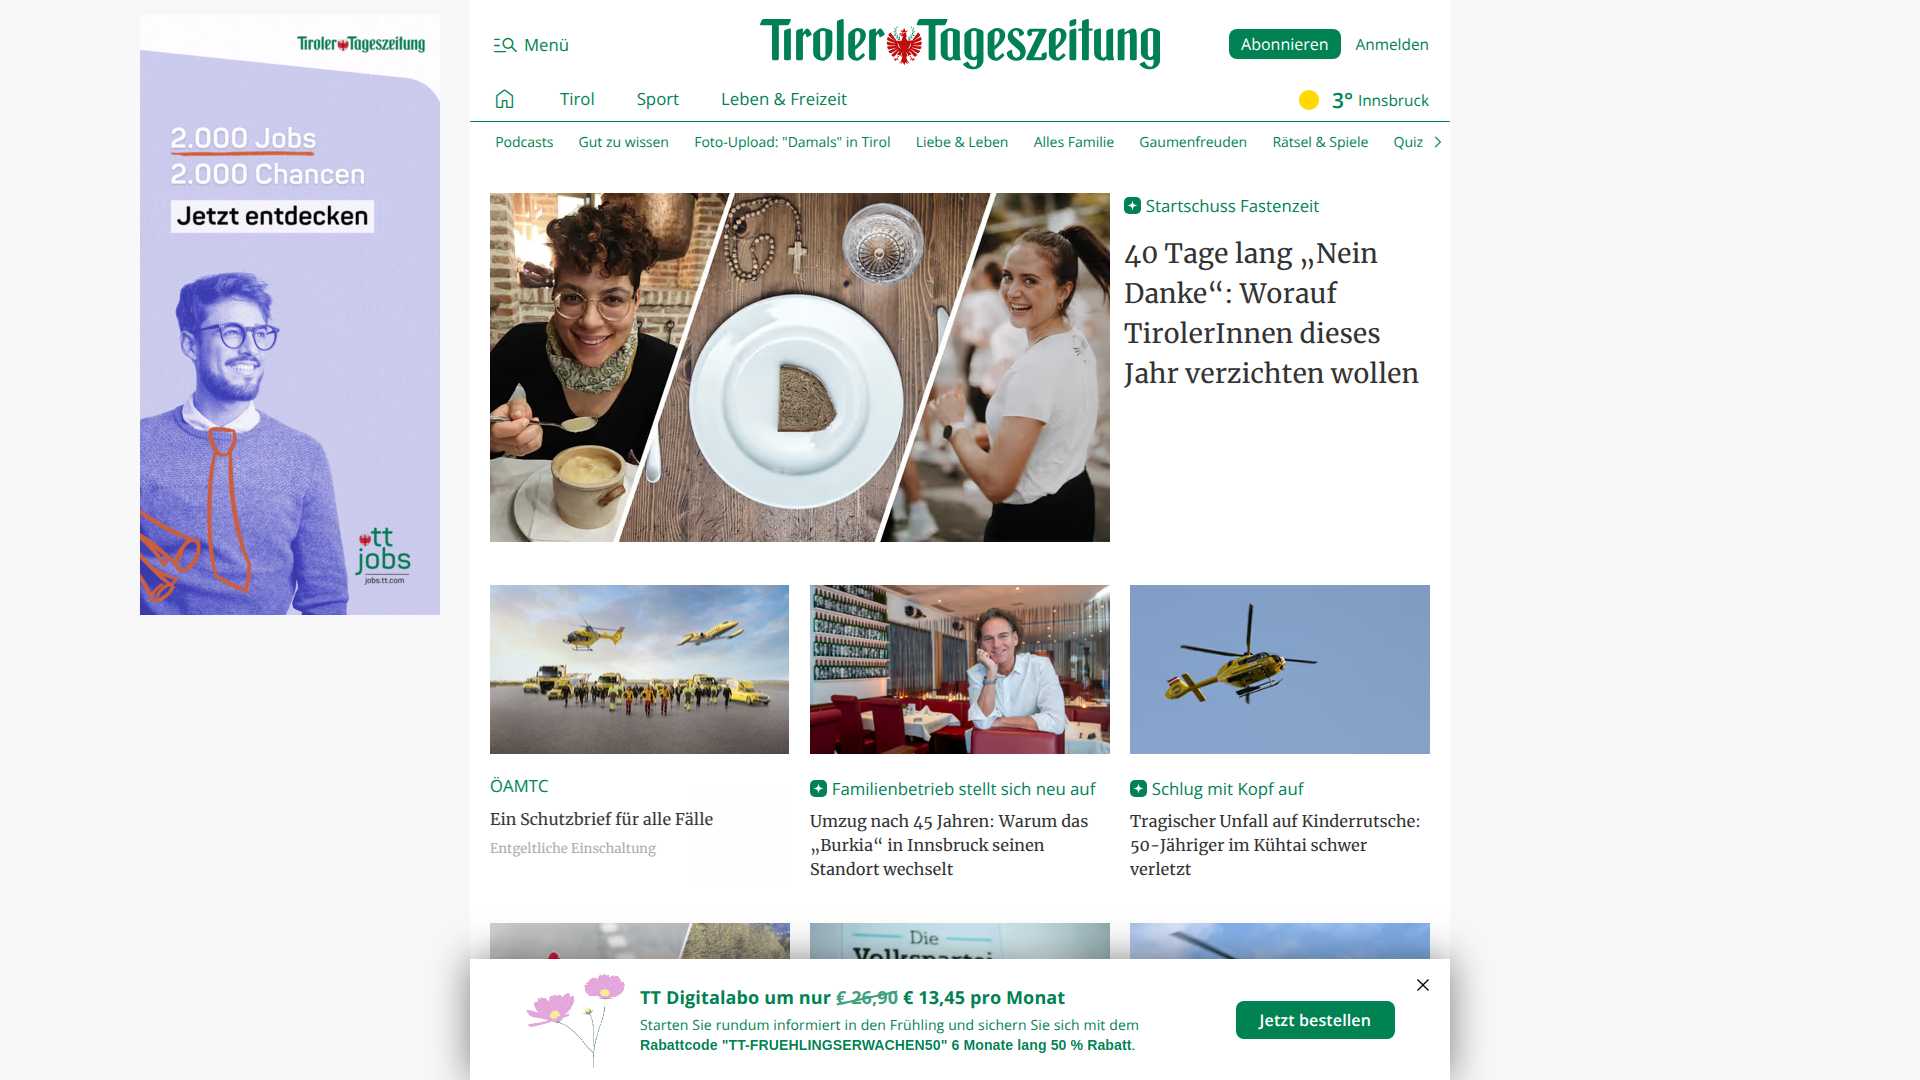 Tiroler Tageszeitung
2.000 Jobs
2.000 Chancen
Jetzt entdecken
tt
jobs
jobs.tt.com
Menü
Tiroler Tageszeitung
Abonnieren
Anmelden
Tirol
Sport
Leben & Freizeit
3° Innsbruck
Podcasts
Gut zu wissen
Foto-Upload: "Damals" in Tirol
Liebe & Leben
Alles Familie
Gaumenfreuden
Rätsel & Spiele
Quiz
Startschuss Fastenzeit
40 Tage lang „Nein
Danke“: Worauf
TirolerInnen dieses
Jahr verzichten wollen
ÖAMTC
Ein Schutzbrief für alle Fälle
Entgeltliche Einschaltung
Familienbetrieb stellt sich neu auf
Umzug nach 45 Jahren: Warum das
„Burkia“ in Innsbruck seinen
Standort wechselt
Schlug mit Kopf auf
Tragischer Unfall auf Kinderrutsche:
50-Jähriger im Kühtai schwer
verletzt
Die
Volkspartei
TT Digitalabo um nur € 26,90 € 13,45 pro Monat
Starten Sie rundum informiert in den Frühling und sichern Sie sich mit dem
Rabattcode "TT-FRUEHLINGSERWACHEN50" 6 Monate lang 50 % Rabatt.
Jetzt bestellen